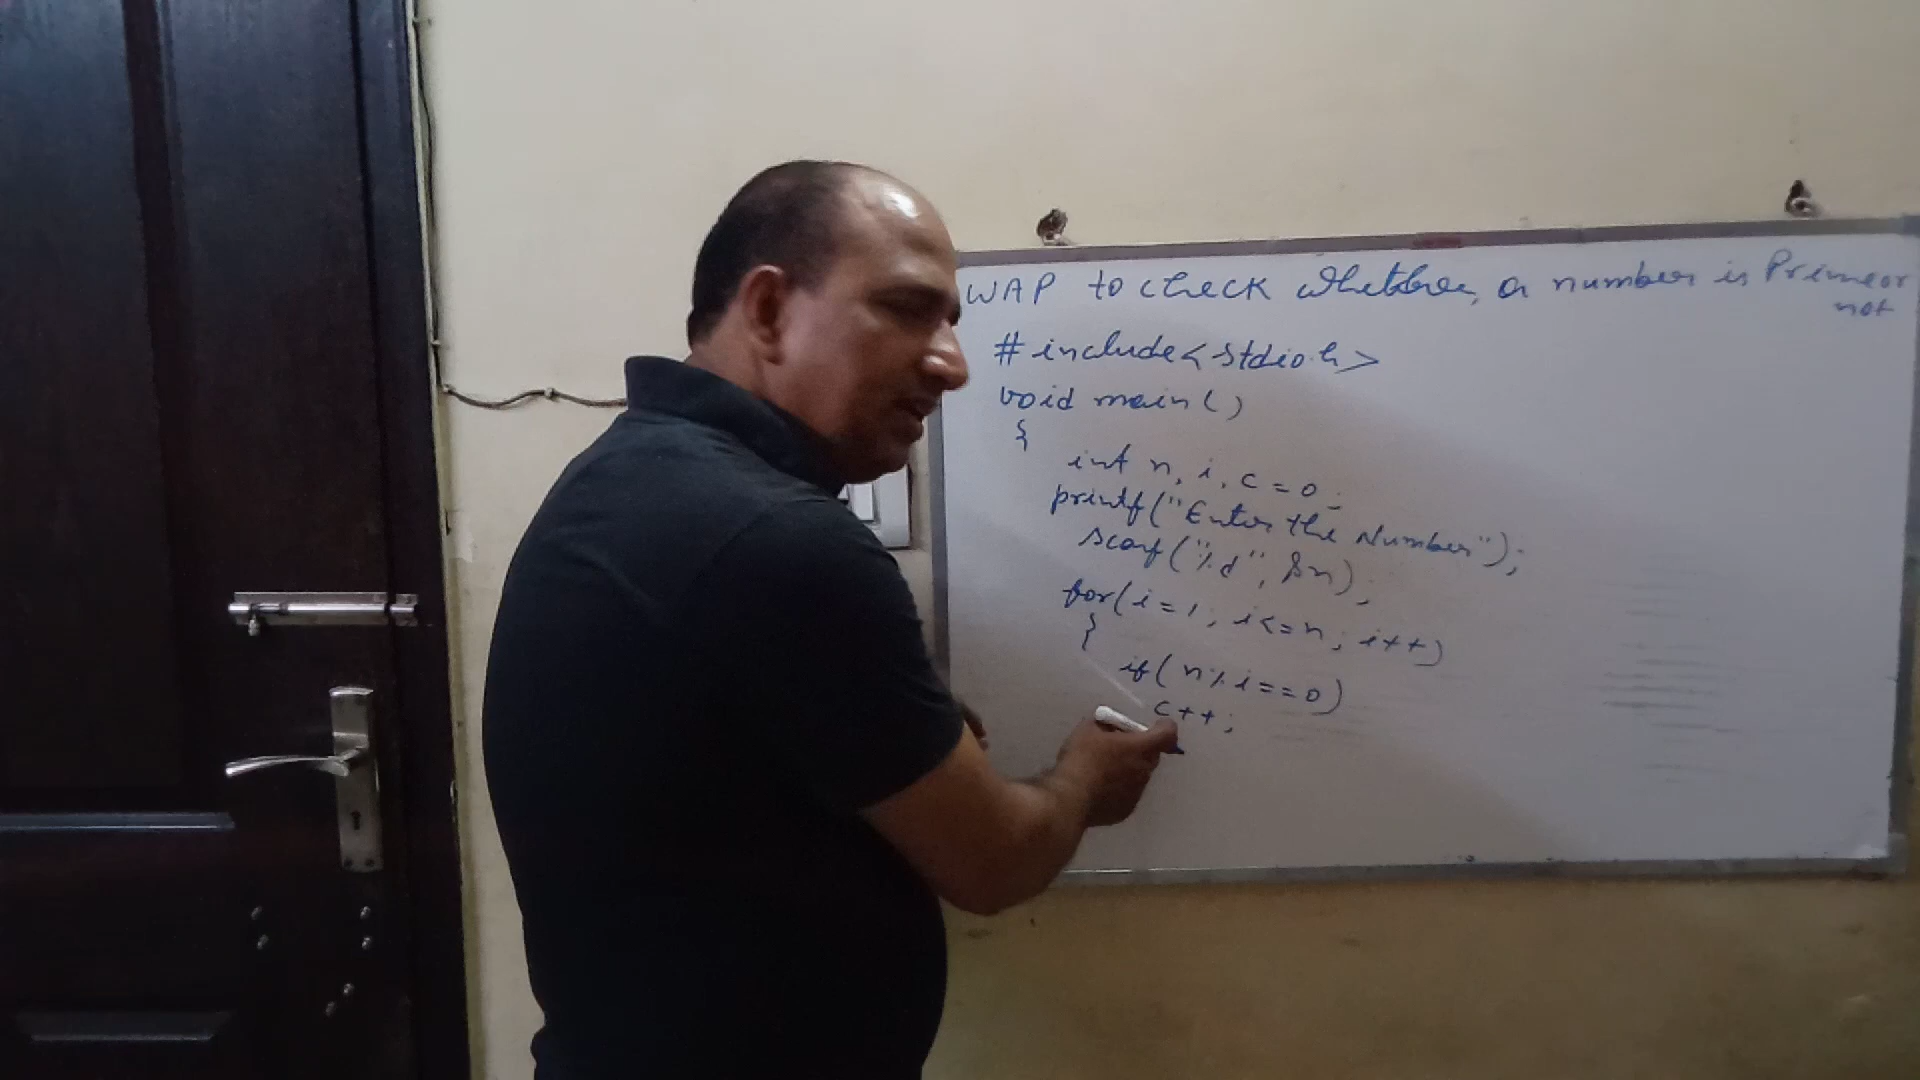 WAP to check whether, a number is Prime or
not
#include<stdio.h>
void main()
{
int n, i, c=0;
printf("Enter the Number");
scanf("%d", &n);
for(i=1; i<=n; i++)
{
if(n%i==0)
c++;